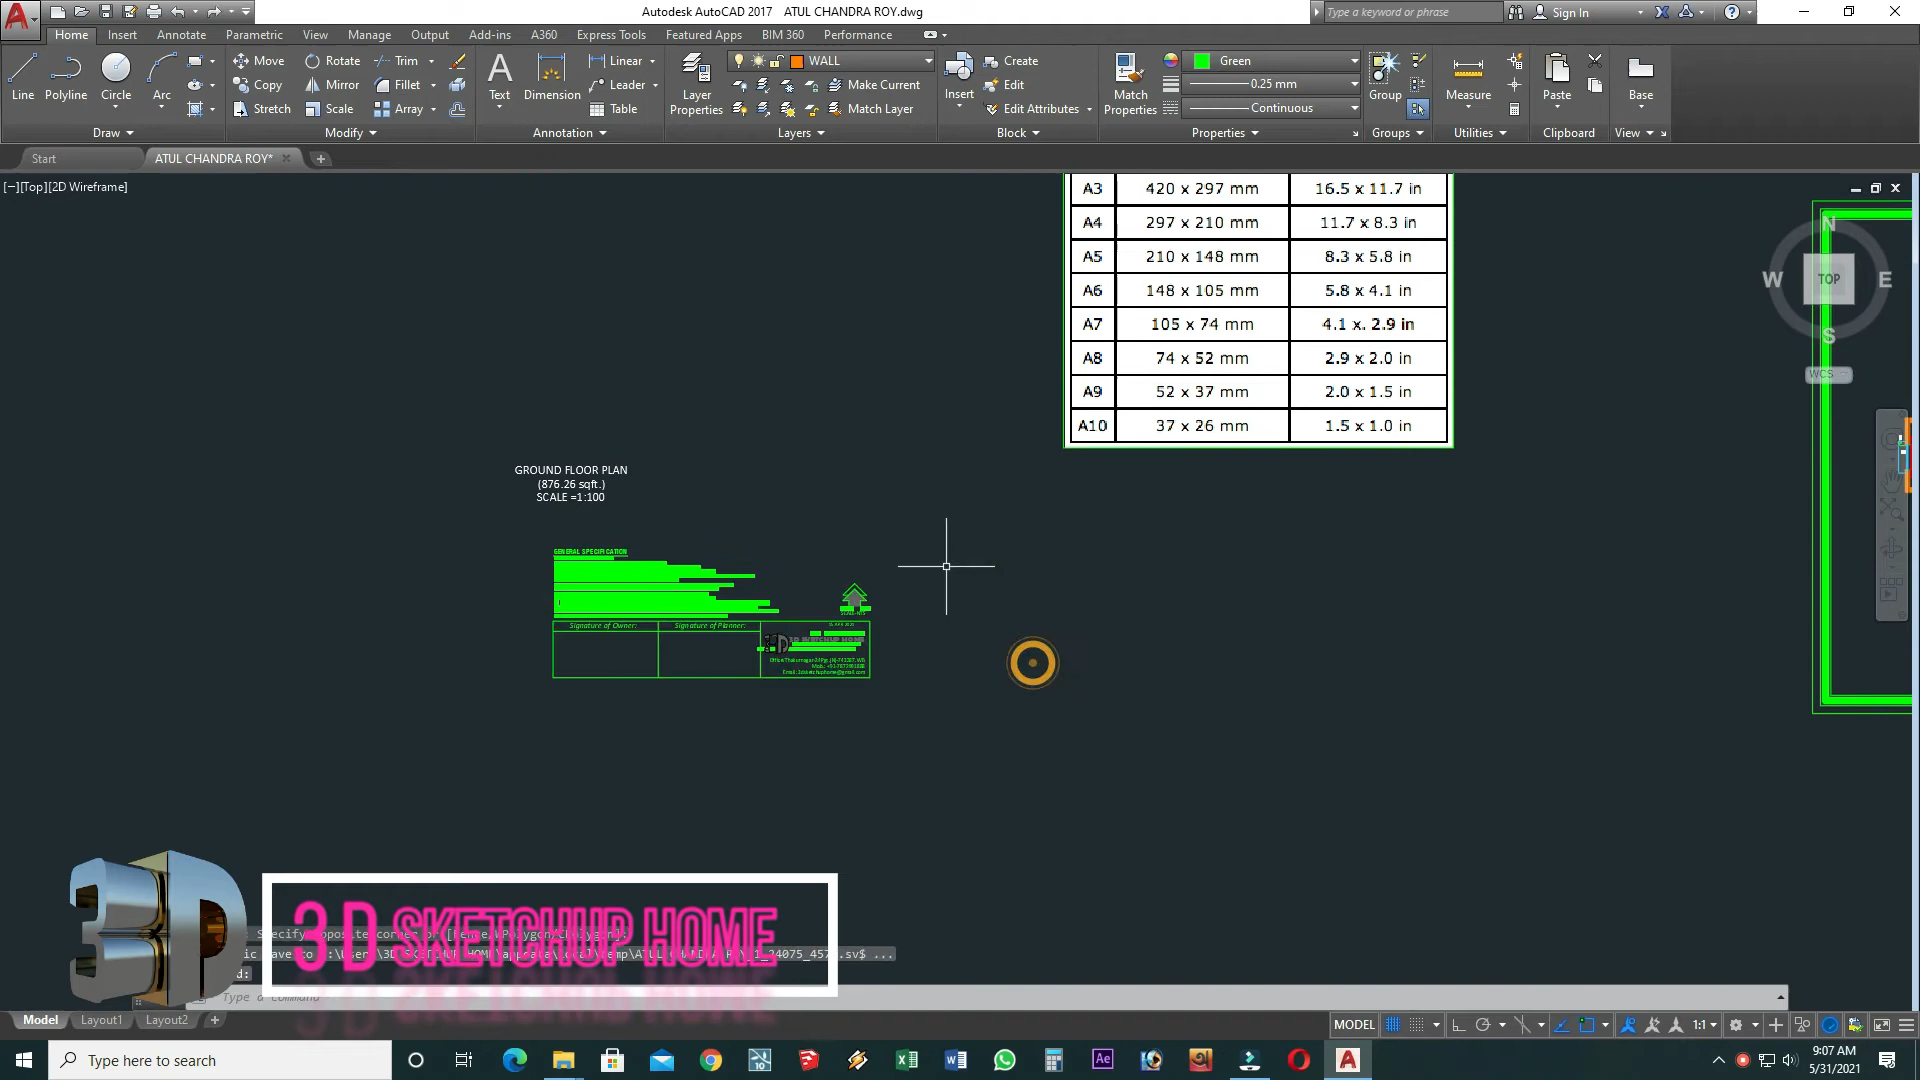 Autodesk AutoCAD 2017 ATUL CHANDRA ROY.dwg
Type a keyword or phrase
Sign In
Home Insert Annotate Parametric View Manage Output Add-ins A360 Express Tools Featured Apps BIM 360 Performance
Line Polyline Circle Arc
Move Rotate Trim
Copy Mirror Fillet
Stretch Scale Array
Text Dimension
Linear
Leader
Table
Layer Properties
WALL
Make Current
Match Layer
Insert
Create
Edit
Edit Attributes
Match Properties
Green
0.25 mm
Continuous
Group Measure Paste Base
Draw Modify Annotation Layers Block Properties Groups Utilities Clipboard View
Start ATUL CHANDRA ROY*
[−][Top][2D Wireframe]
A3 420 x 297 mm 16.5 x 11.7 in
A4 297 x 210 mm 11.7 x 8.3 in
A5 210 x 148 mm 8.3 x 5.8 in
A6 148 x 105 mm 5.8 x 4.1 in
A7 105 x 74 mm 4.1 x. 2.9 in
A8 74 x 52 mm 2.9 x 2.0 in
A9 52 x 37 mm 2.0 x 1.5 in
A10 37 x 26 mm 1.5 x 1.0 in
N
W TOP E
S
WCS
GROUND FLOOR PLAN
(876.26 sqft.)
SCALE =1:100
GENERAL SPECIFICATION
Signature of Owner: Signature of Planner:
3D SKETCHUP HOME
Email: 3dsketchuphome@gmail.com
3D
3D SKETCHUP HOME
Type a command
Model Layout1 Layout2
MODEL
1:1
Type here to search
9:07 AM
5/31/2021